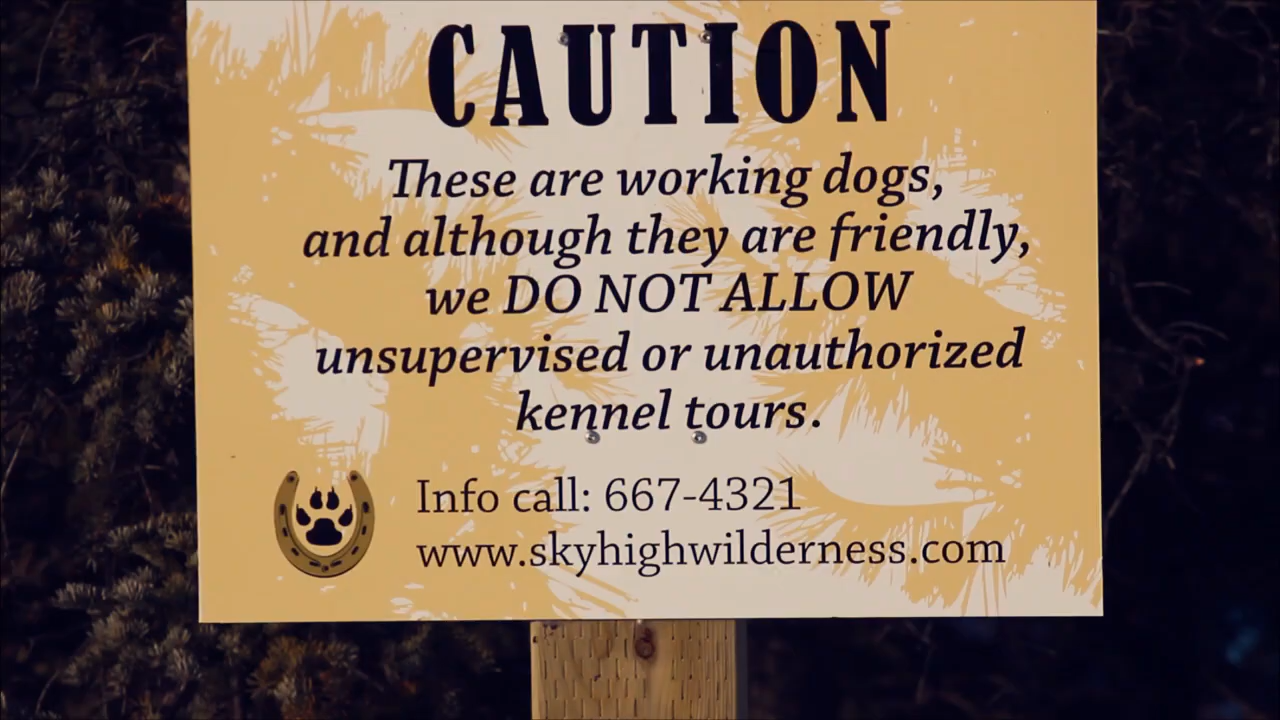 CAUTION
These are working dogs,
and although they are friendly,
we DO NOT ALLOW
unsupervised or unauthorized
kennel tours.
Info call: 667-4321
www.skyhighwilderness.com